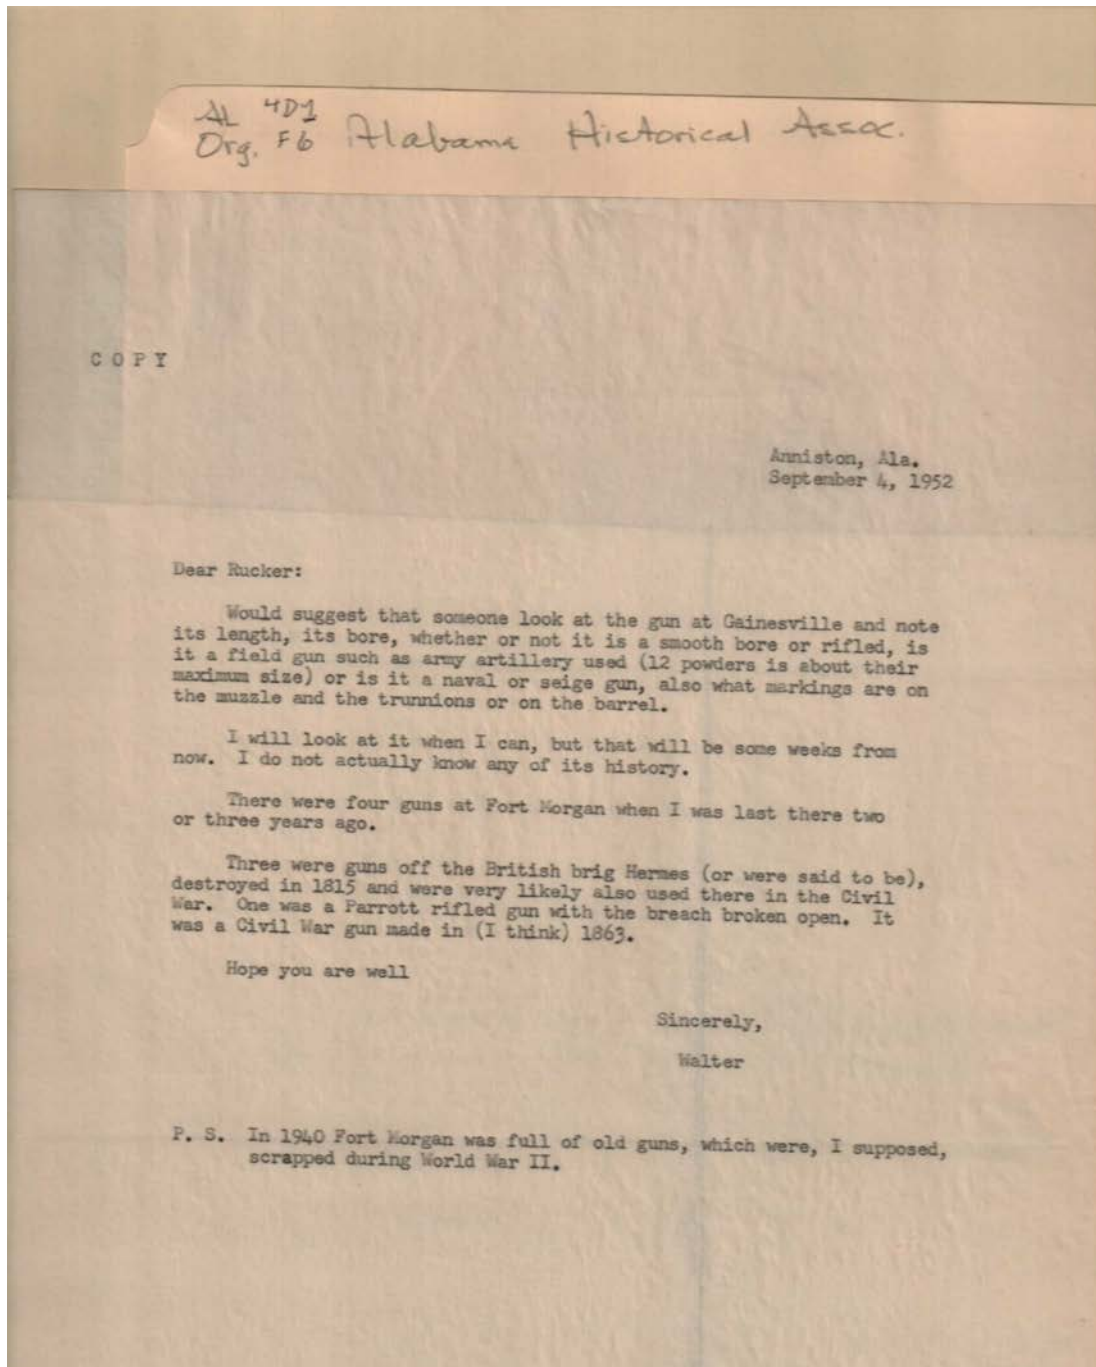 AL 4D1
Org. F6 Alabama Historical Assoc.
C O P Y
Anniston, Ala.
September 4, 1952
Dear Rucker:
Would suggest that someone look at the gun at Gainesville and note
its length, its bore, whether or not it is a smooth bore or rifled, is
it a field gun such as army artillery used (12 powders is about their
maximum size) or is it a naval or seige gun, also what markings are on
the muzzle and the trunnions or on the barrel.
I will look at it when I can, but that will be some weeks from
now. I do not actually know any of its history.
There were four guns at Fort Morgan when I was last there two
or three years ago.
Three were guns off the British brig Hermes (or were said to be),
destroyed in 1815 and were very likely also used there in the Civil
War. One was a Parrott rifled gun with the breach broken open. It
was a Civil War gun made in (I think) 1863.
Hope you are well
Sincerely,
Walter
P. S. In 1940 Fort Morgan was full of old guns, which were, I supposed,
scrapped during World War II.